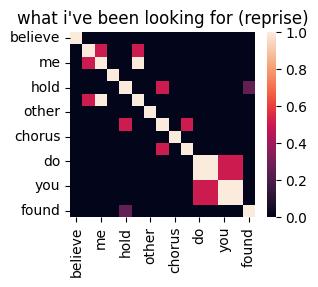 what i've been looking for (reprise)
believe
me
hold
other
chorus
do
you
found
1.0
0.8
0.6
0.4
0.2
0.0
believe
me
hold
other
chorus
do
you
found